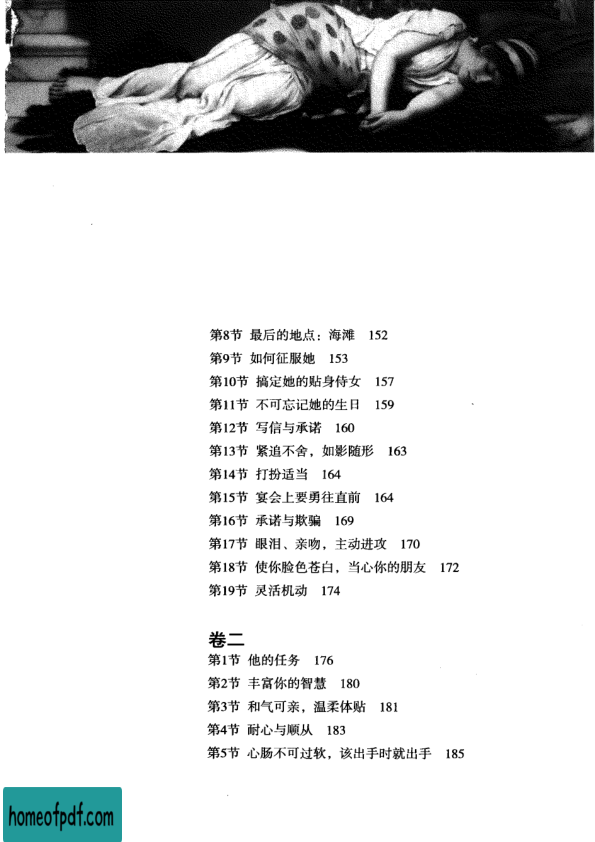 第8节 最后的地点：海滩 152
第9节 如何征服她 153
第10节 搞定她的贴身侍女 157
第11节 不可忘记她的生日 159
第12节 写信与承诺 160
第13节 紧追不舍，如影随形 163
第14节 打扮适当 164
第15节 宴会上要勇往直前 164
第16节 承诺与欺骗 169
第17节 眼泪、亲吻，主动进攻 170
第18节 使你脸色苍白，当心你的朋友 172
第19节 灵活机动 174
卷二
第1节 他的任务 176
第2节 丰富你的智慧 180
第3节 和气可亲，温柔体贴 181
第4节 耐心与顺从 183
第5节 心肠不可过软，该出手时就出手 185
homeofpdf.com